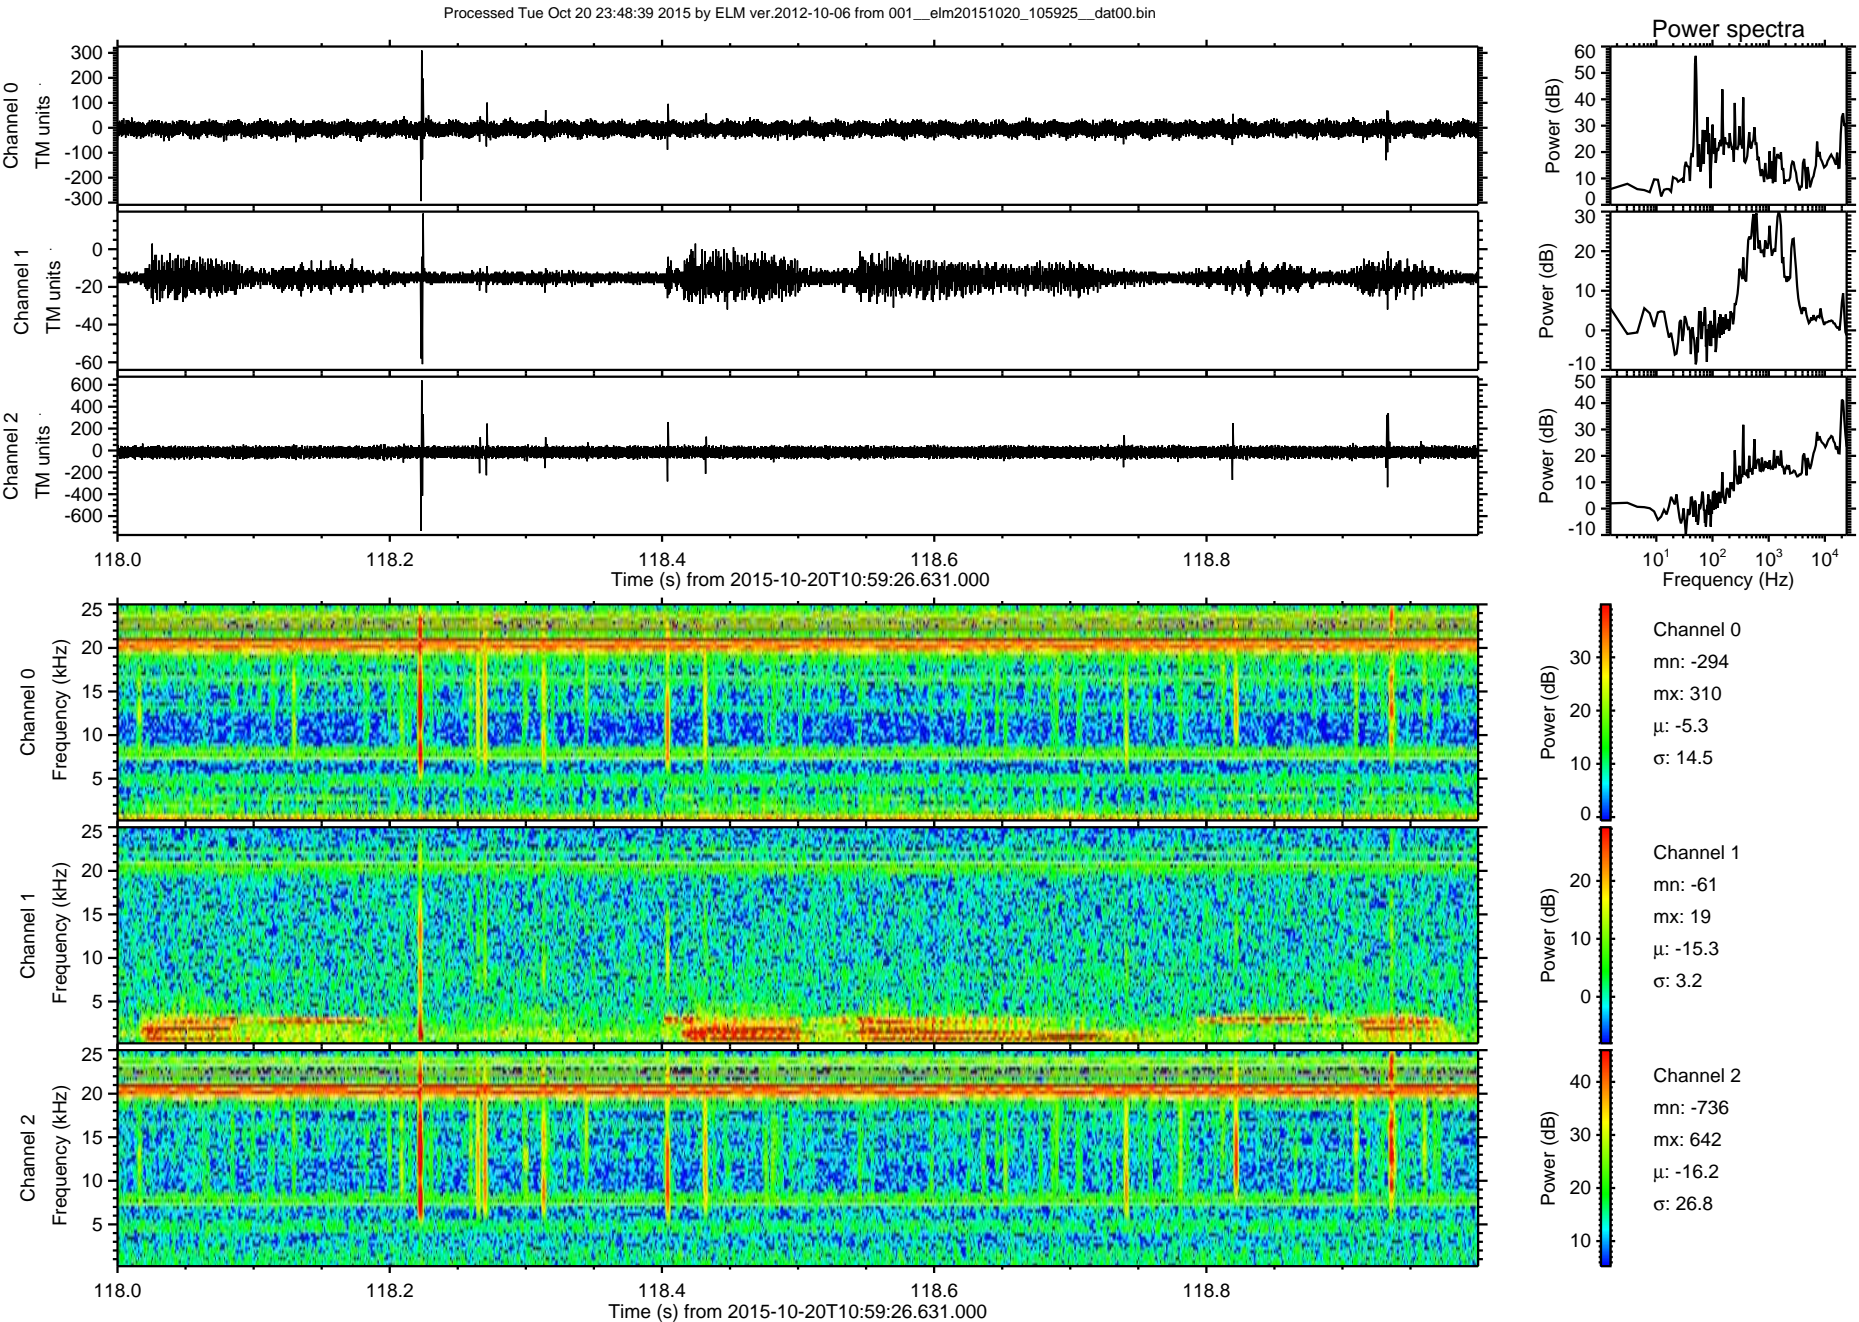 Processed Tue Oct 20 23:48:39 2015 by ELM ver.2012-10-06 from 001__elm20151020_105925__dat00.bin
Power spectra
Channel 0
TM units
300
200
100
0
-100
-200
-300
Power (dB)
60
50
40
30
20
10
0
Channel 1
TM units
0
-20
-40
-60
Power (dB)
30
20
10
0
-10
Channel 2
TM units
600
400
200
0
-200
-400
-600
Power (dB)
50
40
30
20
10
0
-10
118.0 118.2 118.4 118.6 118.8
Time (s) from 2015-10-20T10:59:26.631.000
10¹ 10² 10³ 10⁴
Frequency (Hz)
Channel 0
Frequency (kHz)
25
20
15
10
5
Power (dB)
30
20
10
0
Channel 0
mn: -294
mx: 310
μ: -5.3
σ: 14.5
Channel 1
Frequency (kHz)
25
20
15
10
5
Power (dB)
20
10
0
Channel 1
mn: -61
mx: 19
μ: -15.3
σ: 3.2
Channel 2
Frequency (kHz)
25
20
15
10
5
Power (dB)
40
30
20
10
Channel 2
mn: -736
mx: 642
μ: -16.2
σ: 26.8
118.0 118.2 118.4 118.6 118.8
Time (s) from 2015-10-20T10:59:26.631.000